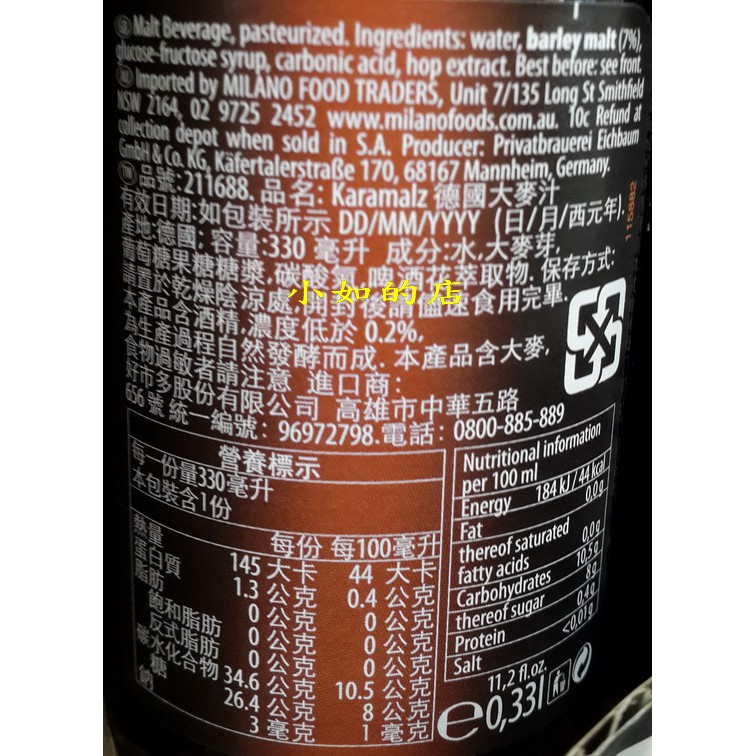 GB Malt Beverage, pasteurized. Ingredients: water, barley malt (7%),
glucose-fructose syrup, carbonic acid, hop extract. Best before: see front.
Imported by MILANO FOOD TRADERS, Unit 7/135 Long St Smithfield
NSW 2164, 02 9725 2452 www.milanofoods.com.au. 10c Refund at
collection depot when sold in S.A. Producer: Privatbrauerei Eichbaum
GmbH & Co. KG, Käfertalerstraße 170, 68167 Mannheim, Germany.
TW 品號:211688. 品名: Karamalz 德國大麥汁
有效日期:如包裝所示 DD/MM/YYYY (日/月/西元年).
產地:德國; 容量:330 毫升 成分:水.大麥芽.
葡萄糖果糖糖漿.碳酸氣.啤酒花萃取物. 保存方式:
請置於乾燥陰涼處.開封後請儘速食用完畢.
小如的店
本產品含酒精,濃度低於 0.2%,
為生產過程自然發酵而成. 本產品含大麥,
食物過敏者請注意 進口商:
好市多股份有限公司 高雄市中華五路
656 號 統一編號: 96972798.電話: 0800-885-889
115882
營養標示
每一份量330毫升
本包裝含1份
每份 每100毫升
熱量 145 大卡 44 大卡
蛋白質 1.3 公克 0.4 公克
脂肪 0 公克 0 公克
飽和脂肪 0 公克 0 公克
反式脂肪 0 公克 0 公克
碳水化合物 34.6 公克 10.5 公克
糖 26.4 公克 8 公克
鈉 3 毫克 1 毫克
Nutritional information
per 100 ml
Energy 184 kJ / 44 kcal
Fat 0,0g
thereof saturated
fatty acids 0,0g
Carbohydrates 10,5g
thereof sugar 8g
Protein 0,4g
Salt <0,01g
11,2 fl.oz.
e0,33l